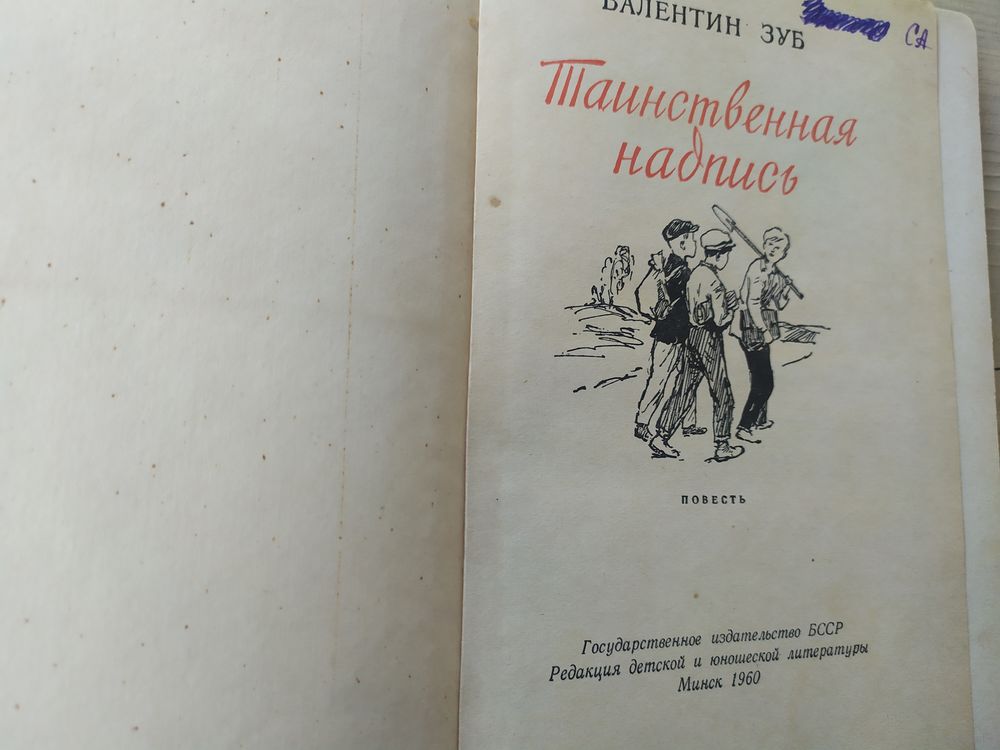 ВАЛЕНТИН ЗУБ
СА
Таинственная
надпись
ПОВЕСТЬ
Государственное издательство БССР
Редакция детской и юношеской литературы
Минск 1960